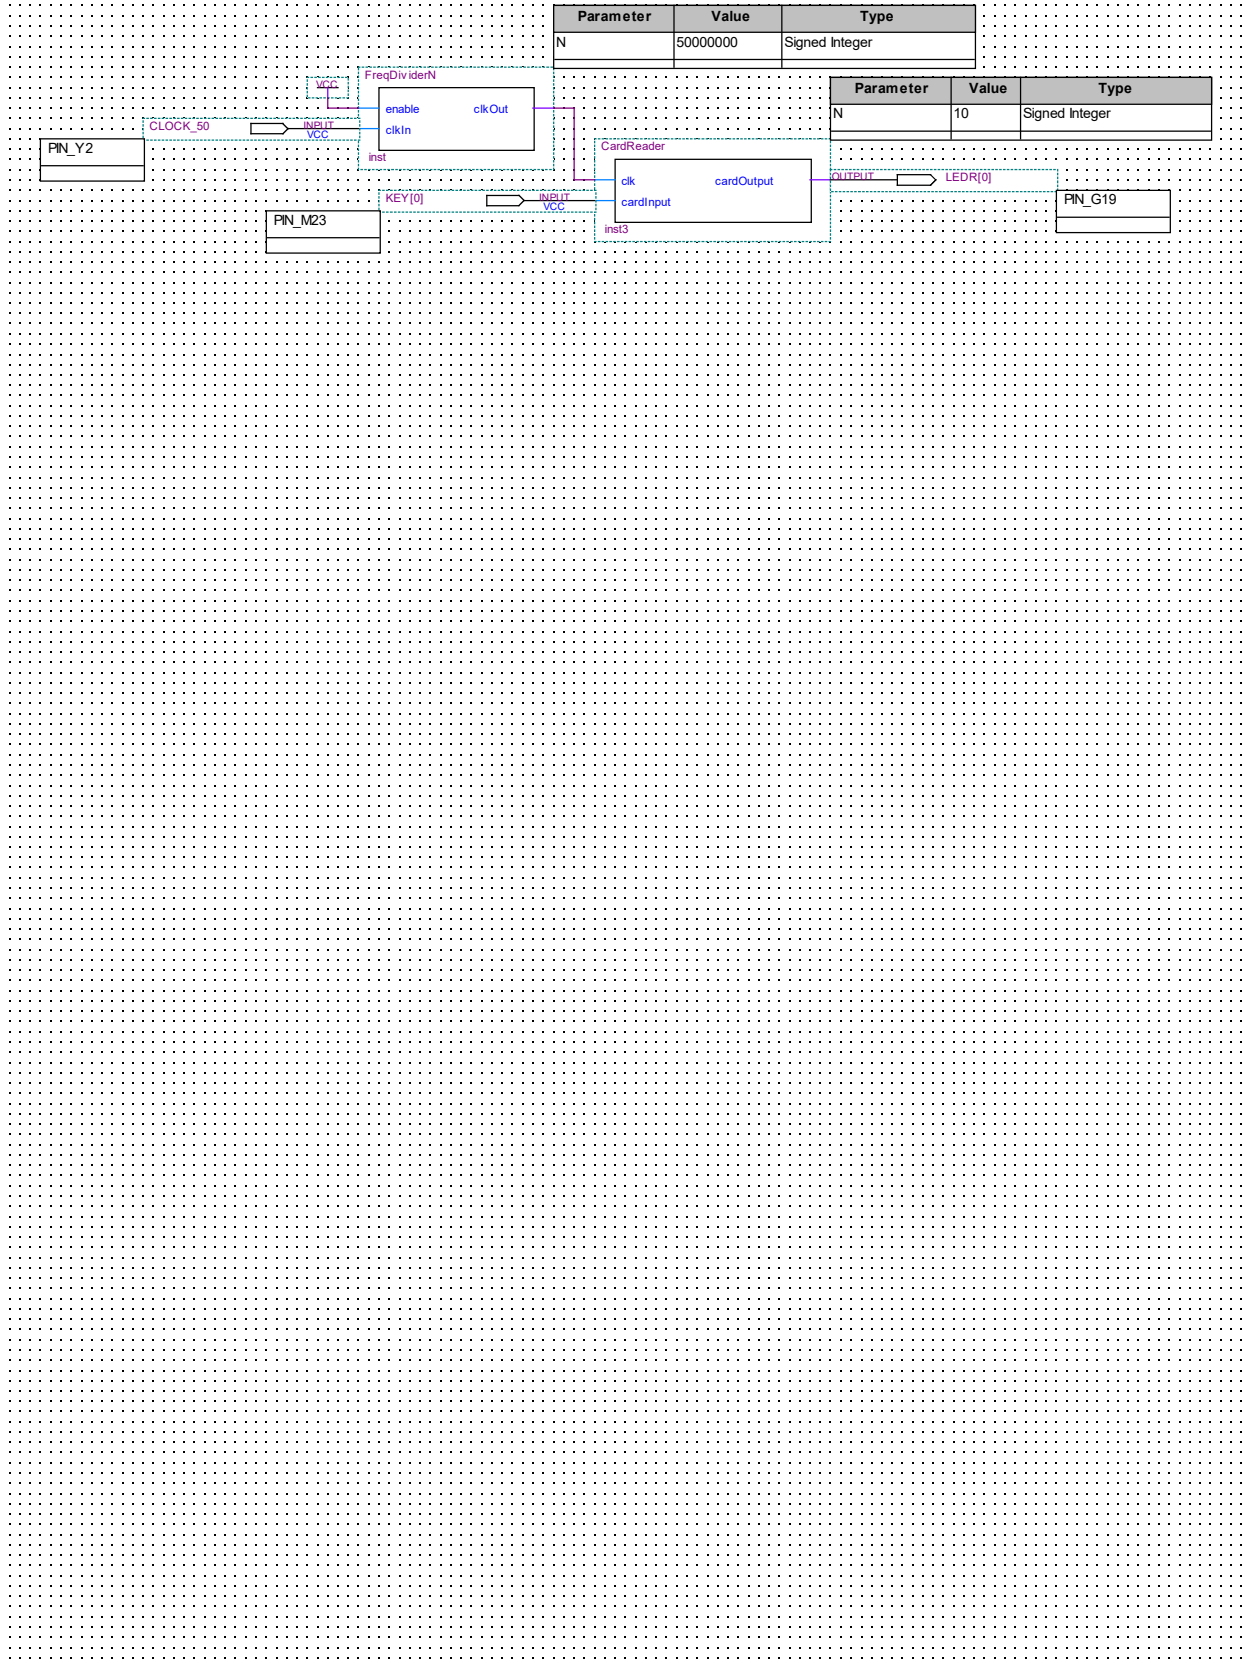 Parameter Value Type
N 50000000 Signed Integer
FreqDividerN
VCC
enable clkOut
clkIn
inst
CLOCK_50 INPUT
VCC
PIN_Y2
Parameter Value Type
N 10 Signed Integer
CardReader
clk cardOutput
cardInput
inst3
KEY[0] INPUT
VCC
PIN_M23
OUTPUT LEDR[0]
PIN_G19